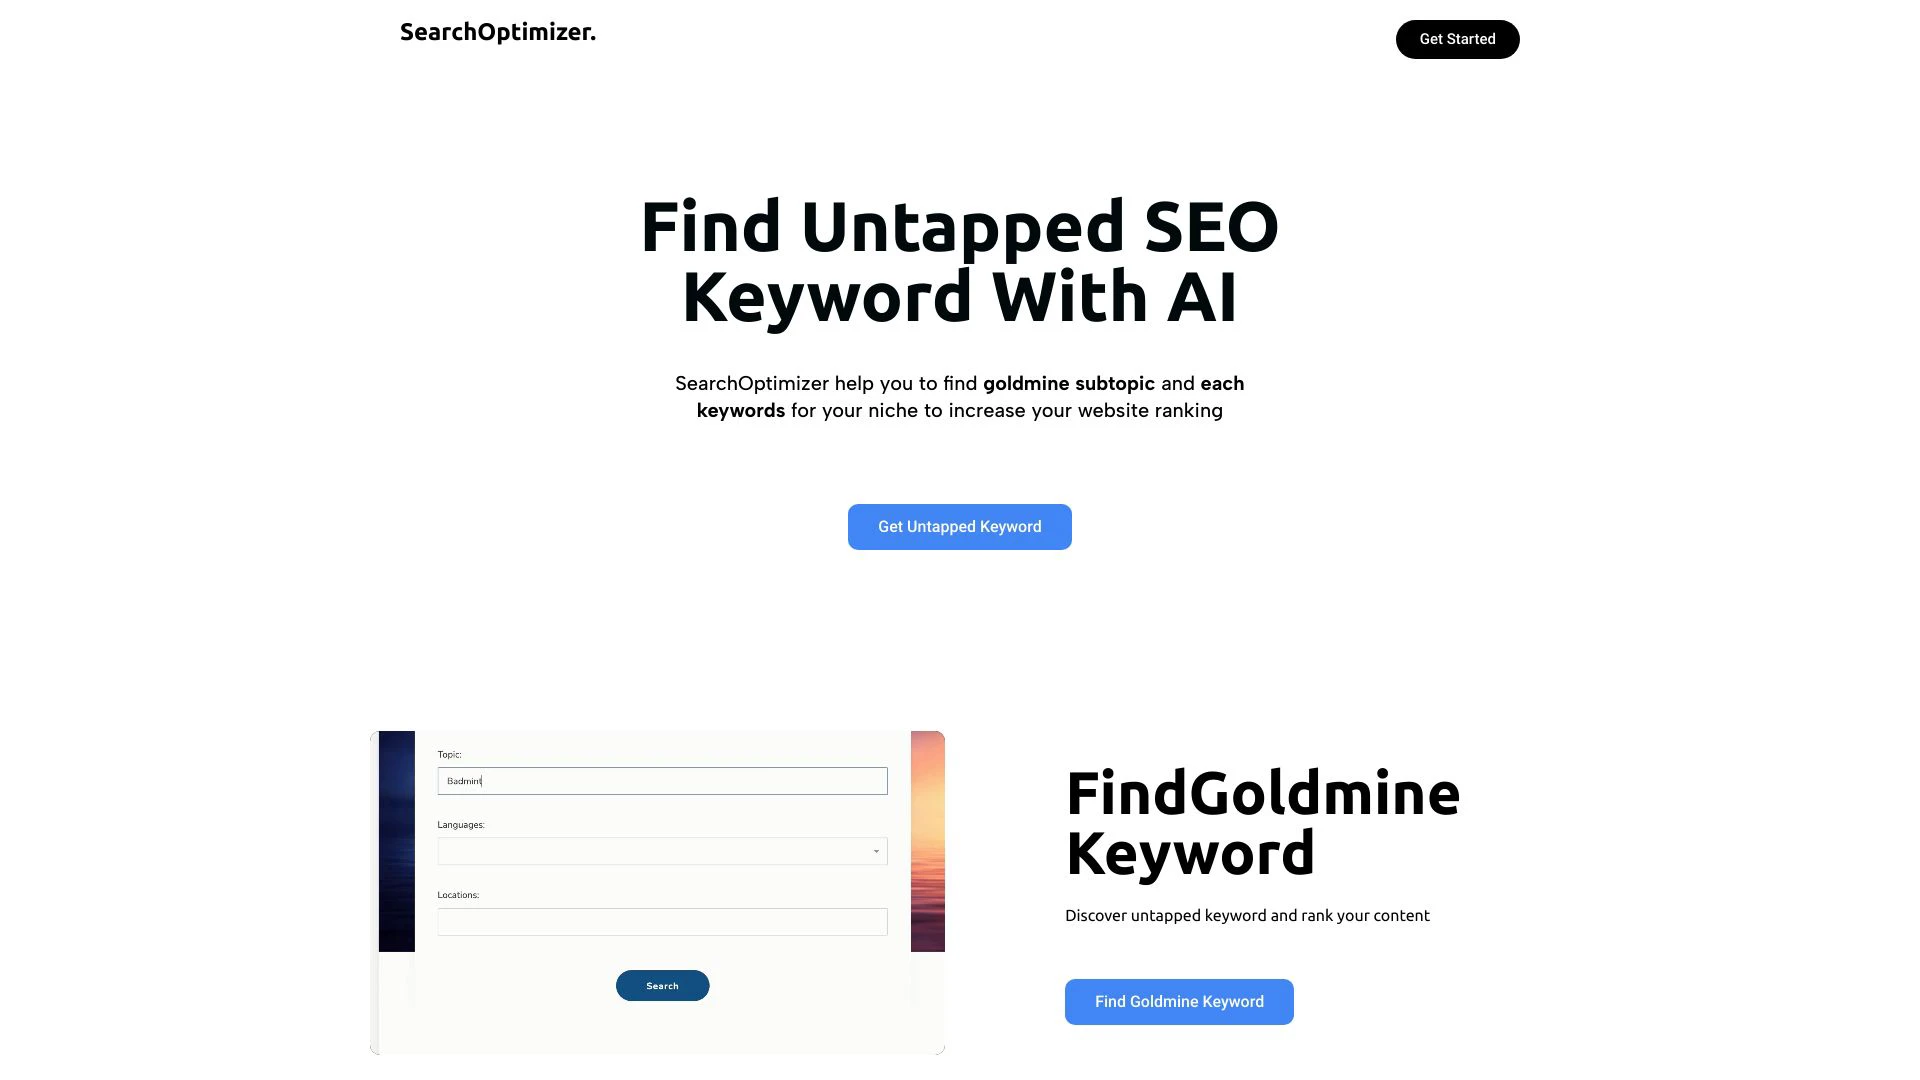 SearchOptimizer.
Get Started
Find Untapped SEO
Keyword With AI
SearchOptimizer help you to find goldmine subtopic and each
keywords for your niche to increase your website ranking
Get Untapped Keyword
Topic:
Badmint
Languages:
Locations:
Search
FindGoldmine
Keyword
Discover untapped keyword and rank your content
Find Goldmine Keyword